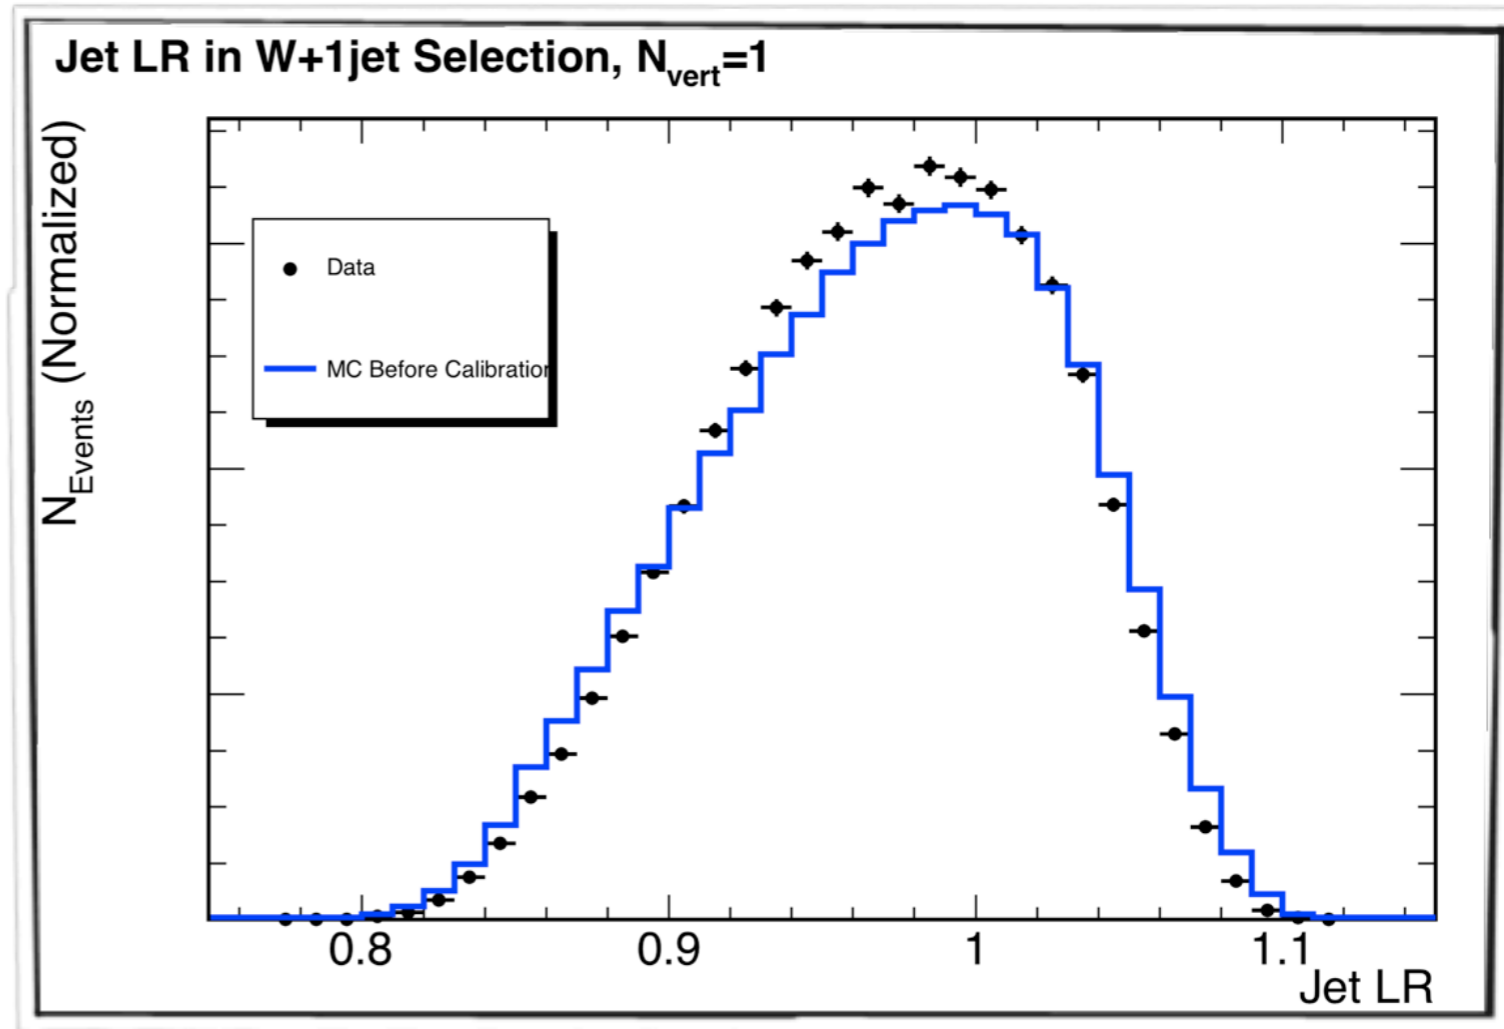 Jet LR in W+1jet Selection, Nvert=1
NEvents (Normalized)
Data
MC Before Calibration
0.8 0.9 1 1.1
Jet LR